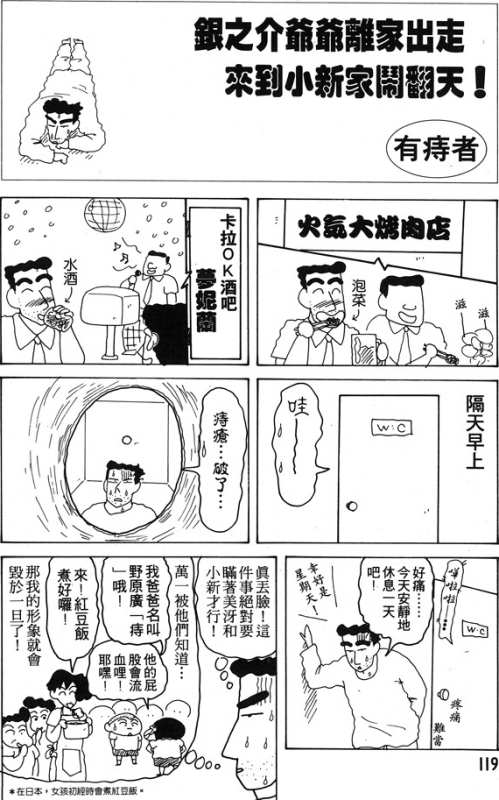 銀之介爺爺離家出走
來到小新家鬧翻天！
有痔者
火氣大烤肉店
泡菜
滋
滋
卡拉OK酒吧
夢妮蘭
水酒
隔天早上
W:C
哇……
痔瘡…破了…
嘩啦啦……
好痛……
今天安靜地
休息一天
吧！
幸好是
星期天！
疼痛
難當
真丟臉！這
件事絕對要
瞞著美冴和
小新才行！
萬一被他們知道…
我爸爸名叫
野原廣「痔
」哦！
他的屁
股會流
血哩！
耶嘿！
來！紅豆飯
煮好囉！
那我的形象就會
毀於一旦了！
＊在日本，女孩初經時會煮紅豆飯。
119